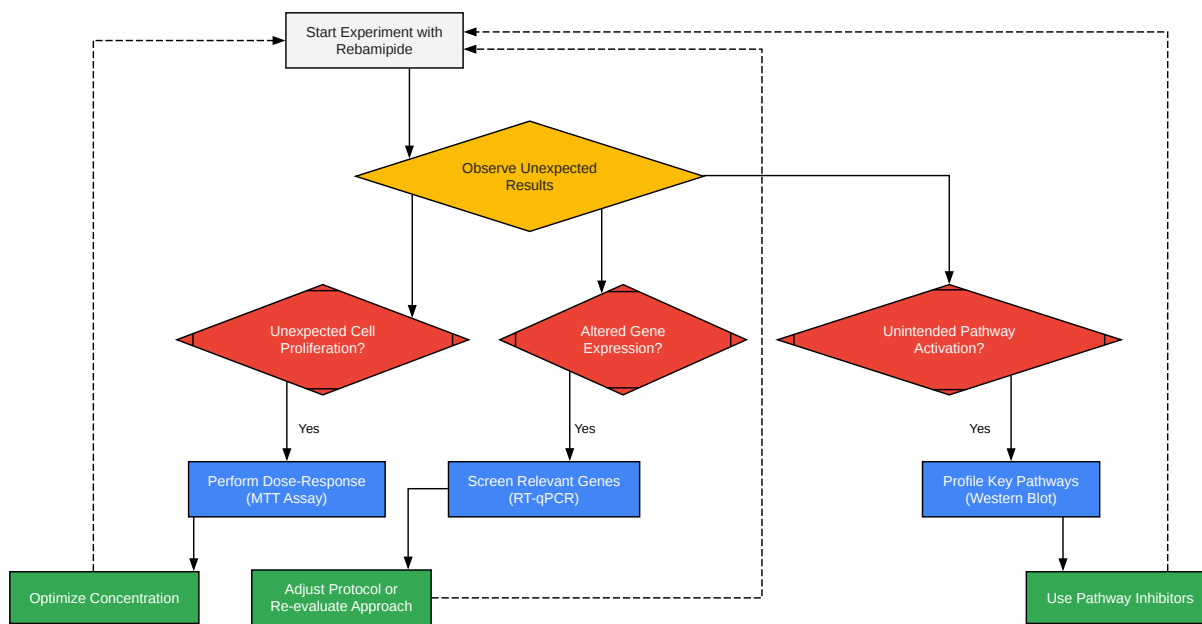 Start Experiment with
Rebamipide
Observe Unexpected
Results
Unexpected Cell
Proliferation?
Altered Gene
Expression?
Unintended Pathway
Activation?
Yes
Yes
Yes
Perform Dose-Response
(MTT Assay)
Screen Relevant Genes
(RT-qPCR)
Profile Key Pathways
(Western Blot)
Optimize Concentration
Adjust Protocol or
Re-evaluate Approach
Use Pathway Inhibitors